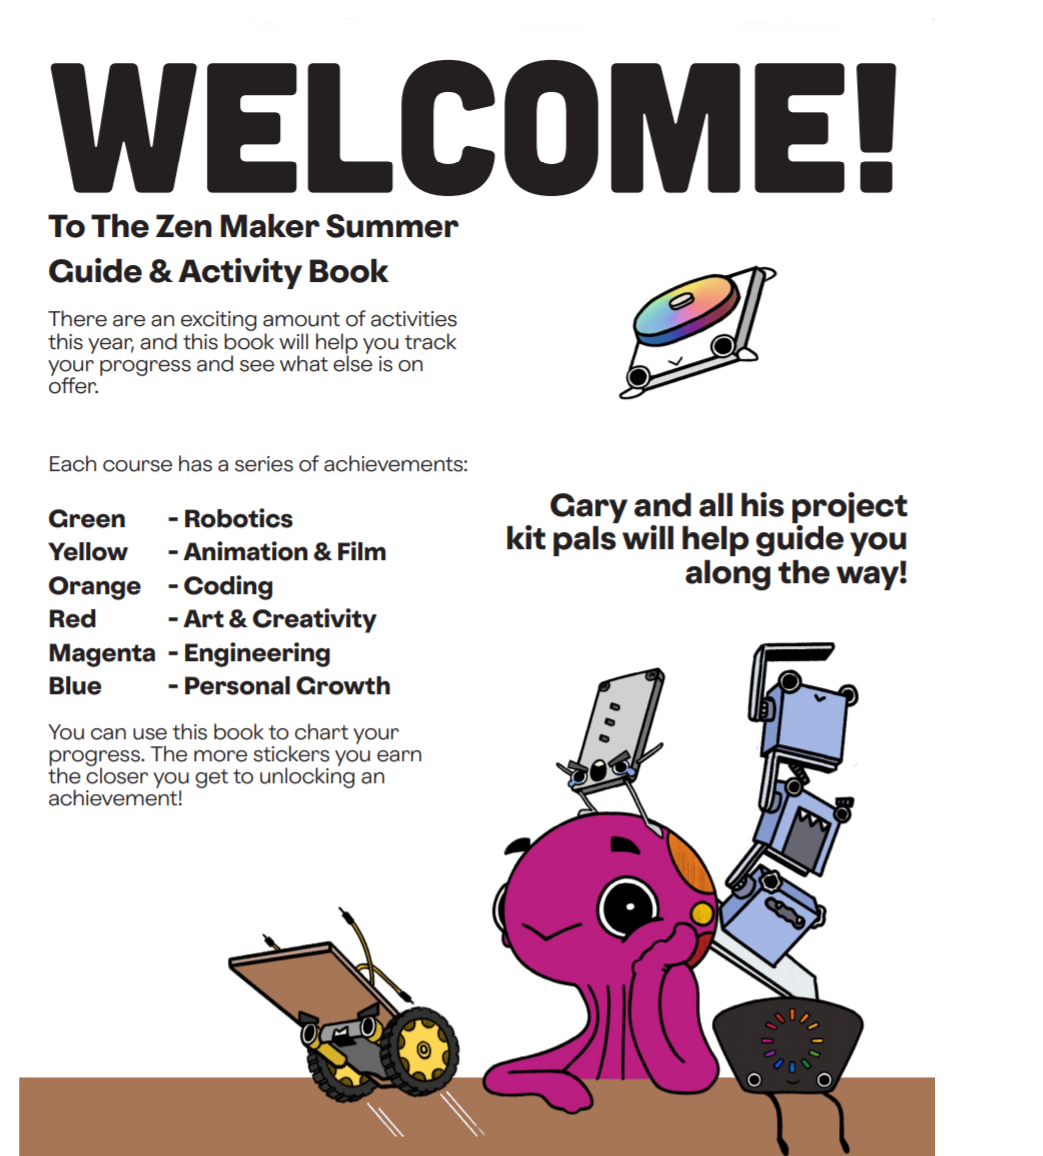 WELCOME!
To The Zen Maker Summer
Guide & Activity Book
There are an exciting amount of activities
this year, and this book will help you track
your progress and see what else is on
offer.
Each course has a series of achievements:
Green - Robotics
Yellow - Animation & Film
Orange - Coding
Red - Art & Creativity
Magenta - Engineering
Blue - Personal Growth
You can use this book to chart your
progress. The more stickers you earn
the closer you get to unlocking an
achievement!
Gary and all his project
kit pals will help guide you
along the way!